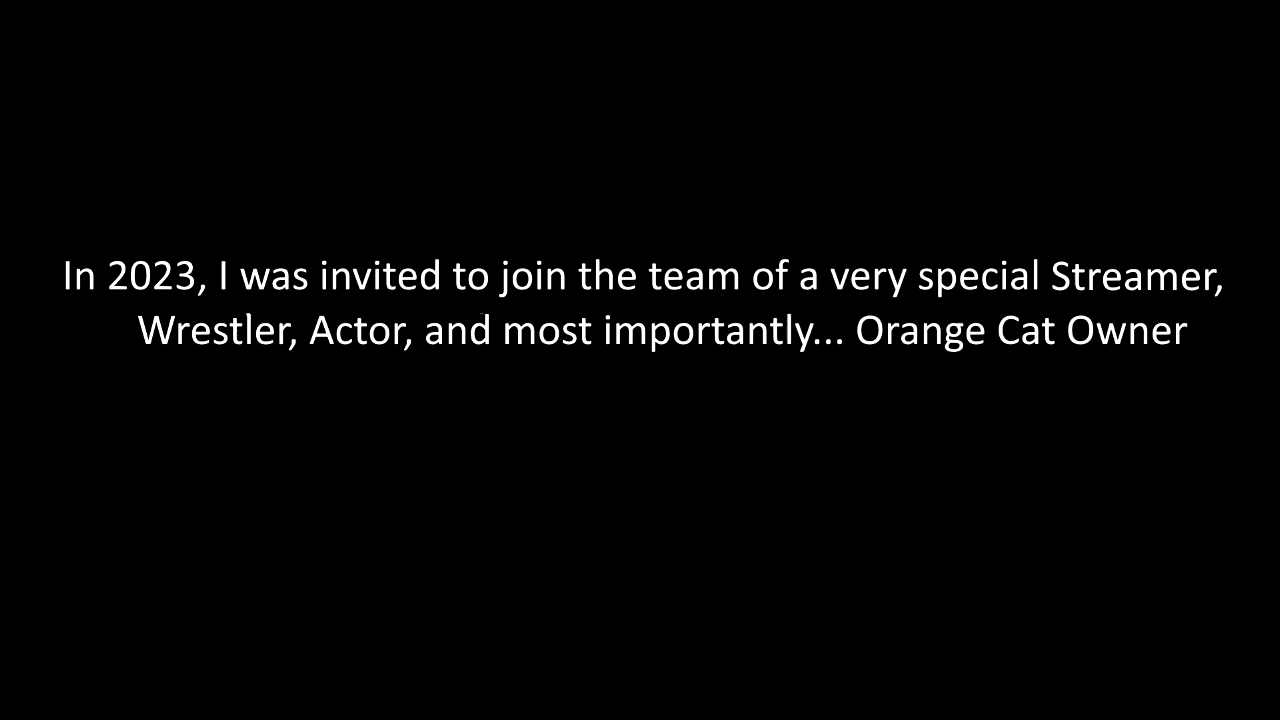 In 2023, I was invited to join the team of a very special Streamer,
Wrestler, Actor, and most importantly... Orange Cat Owner